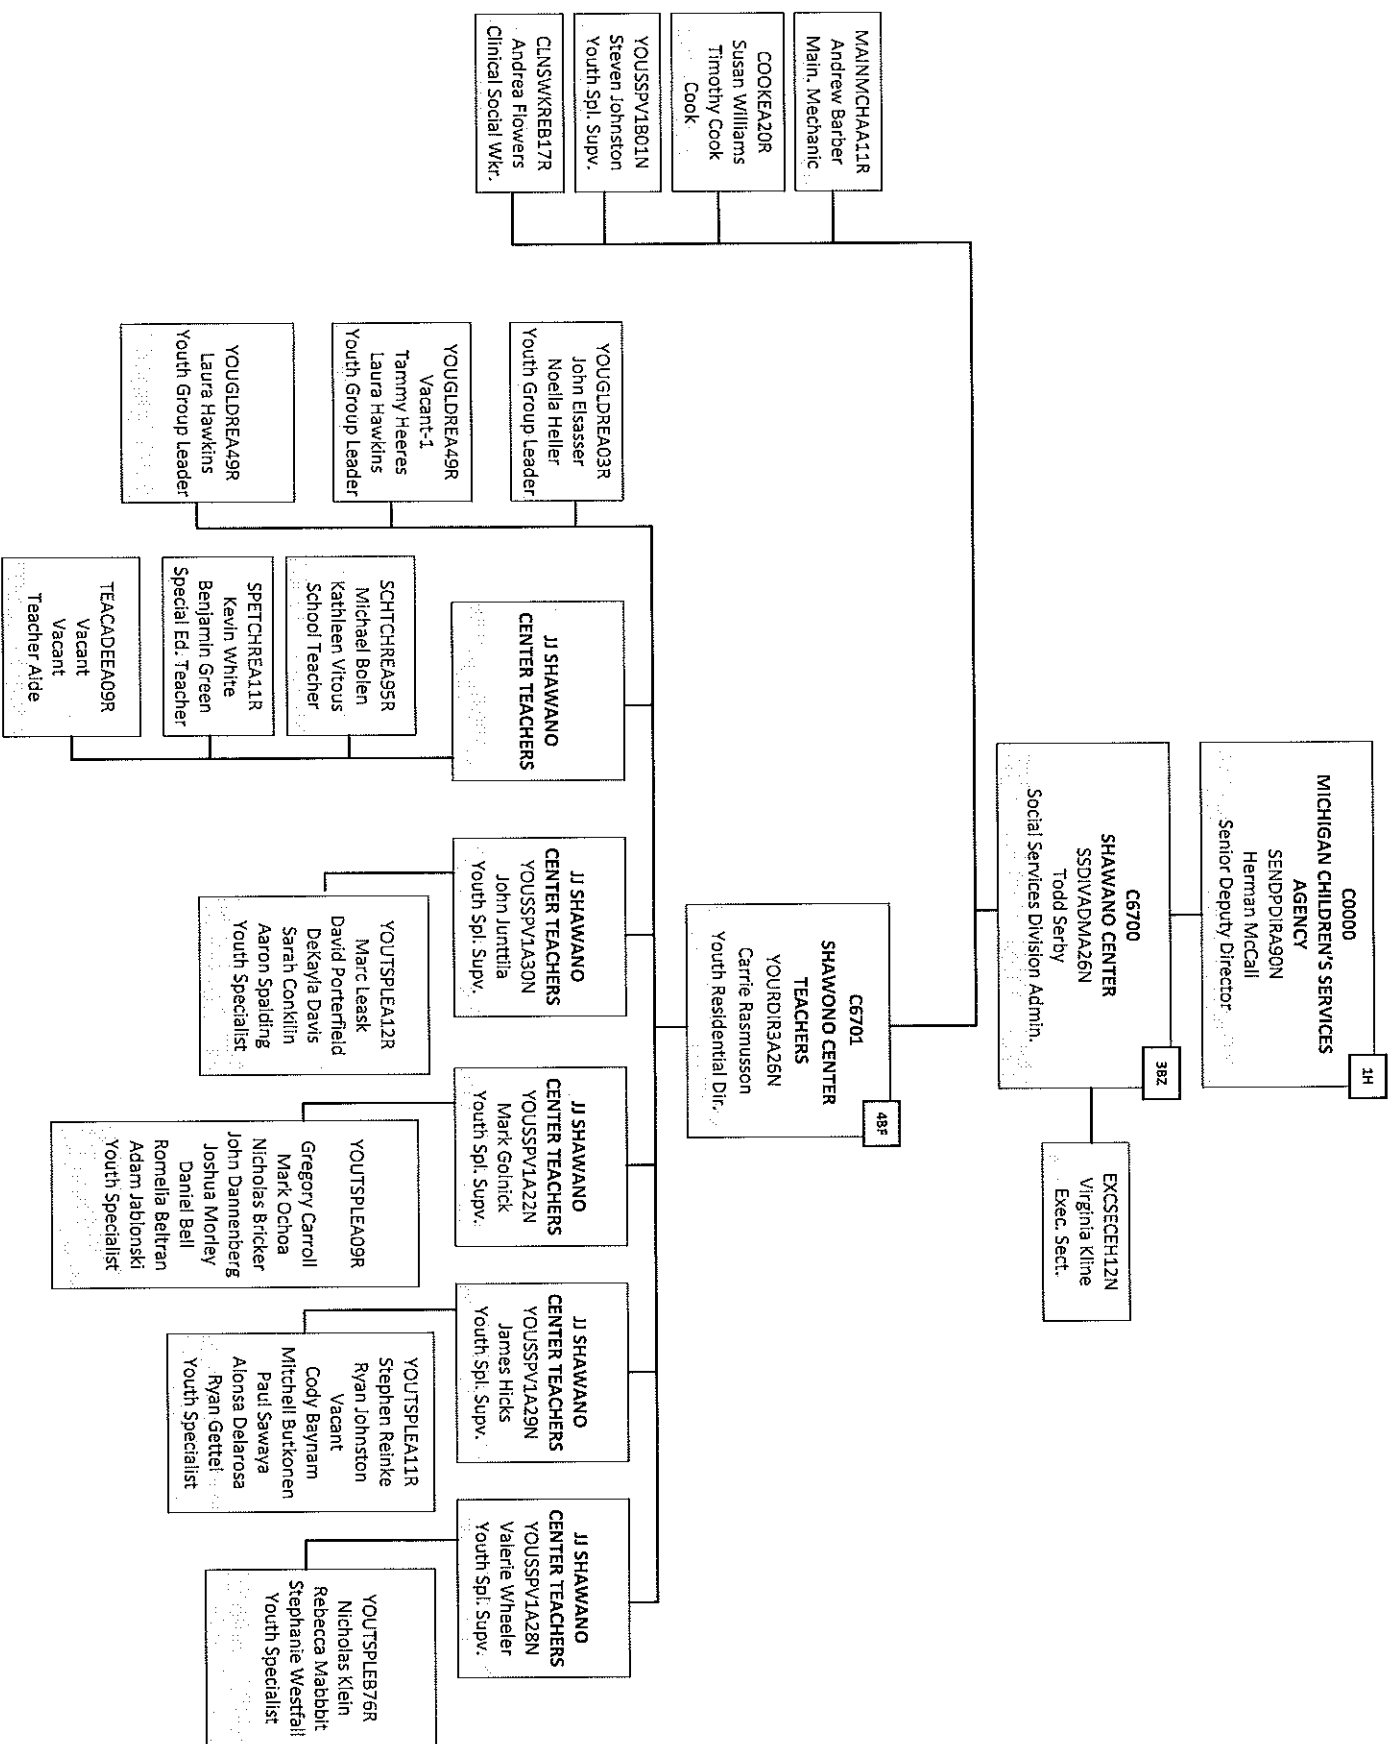 C0000
MICHIGAN CHILDREN'S SERVICES
AGENCY
SENDPDIRA90N
Herman McCall
Senior Deputy Director
1H
C6700
SHAWANO CENTER
SSDIVADMA26N
Todd Serby
Social Services Division Admin.
3BZ
EXCSECEH12N
Virginia Kline
Exec. Sect.
C6701
SHAWONO CENTER
TEACHERS
YOURDIR3A26N
Carrie Rasmusson
Youth Residential Dir.
4BF
MAINMCHAA11R
Andrew Barber
Main. Mechanic
COOKEA20R
Susan Williams
Timothy Cook
Cook
YOUSSPV1B01N
Steven Johnston
Youth Spl. Supv.
CLNSWKREB17R
Andrea Flowers
Clinical Social Wkr.
YOUGLDREA03R
John Elsasser
Noella Heller
Youth Group Leader
YOUGLDREA49R
Vacant-1
Tammy Heeres
Laura Hawkins
Youth Group Leader
YOUGLDREA49R
Laura Hawkins
Youth Group Leader
JJ SHAWANO
CENTER TEACHERS
SCHTCHREA95R
Michael Bolen
Kathleen Vitous
School Teacher
SPETCHREA11R
Kevin White
Benjamin Green
Special Ed. Teacher
TEACADEEA09R
Vacant
Vacant
Teacher Aide
JJ SHAWANO
CENTER TEACHERS
YOUSSPV1A30N
John Junttila
Youth Spl. Supv.
YOUTSPLEA12R
Marc Leask
David Porterfield
DeKayla Davis
Sarah Conkilin
Aaron Spalding
Youth Specialist
JJ SHAWANO
CENTER TEACHERS
YOUSSPV1A22N
Mark Golnick
Youth Spl. Supv.
YOUTSPLEA09R
Gregory Carroll
Mark Ochoa
Nicholas Bricker
John Dannenberg
Joshua Morley
Daniel Bell
Romelia Beltran
Adam Jablonski
Youth Specialist
JJ SHAWANO
CENTER TEACHERS
YOUSSPV1A29N
James Hicks
Youth Spl. Supv.
YOUTSPLEA11R
Stephen Reinke
Ryan Johnston
Vacant
Cody Baynam
Mitchell Butkonen
Paul Sawaya
Alonsa Delarosa
Ryan Gettel
Youth Specialist
JJ SHAWANO
CENTER TEACHERS
YOUSSPV1A28N
Valerie Wheeler
Youth Spl. Supv.
YOUTSPLEB76R
Nicholas Klein
Rebecca Mabbbit
Stephanie Westfall
Youth Specialist